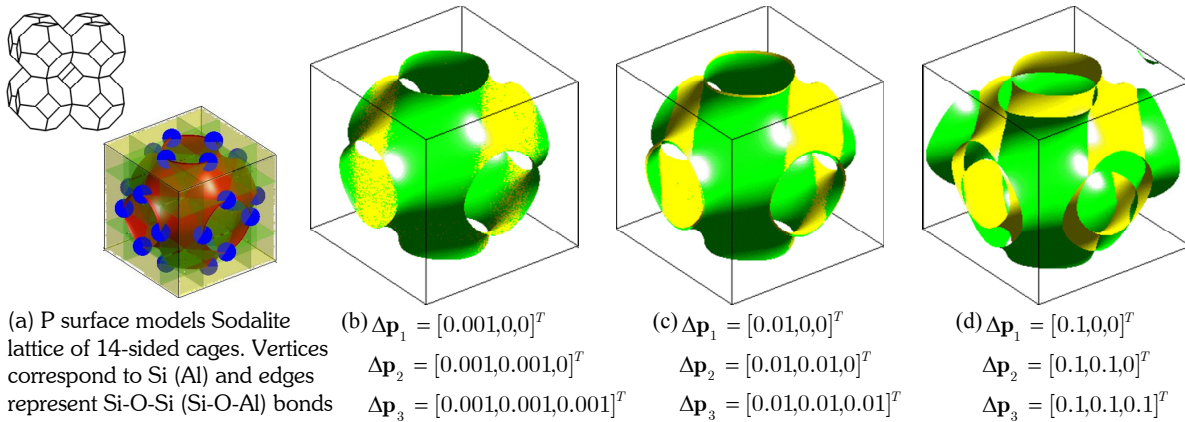 (a) P surface models Sodalite
lattice of 14-sided cages. Vertices
correspond to Si (Al) and edges
represent Si-O-Si (Si-O-Al) bonds
(b) Δp₁ = [0.001,0,0]ᵀ
Δp₂ = [0.001,0.001,0]ᵀ
Δp₃ = [0.001,0.001,0.001]ᵀ
(c) Δp₁ = [0.01,0,0]ᵀ
Δp₂ = [0.01,0.01,0]ᵀ
Δp₃ = [0.01,0.01,0.01]ᵀ
(d) Δp₁ = [0.1,0,0]ᵀ
Δp₂ = [0.1,0.1,0]ᵀ
Δp₃ = [0.1,0.1,0.1]ᵀ